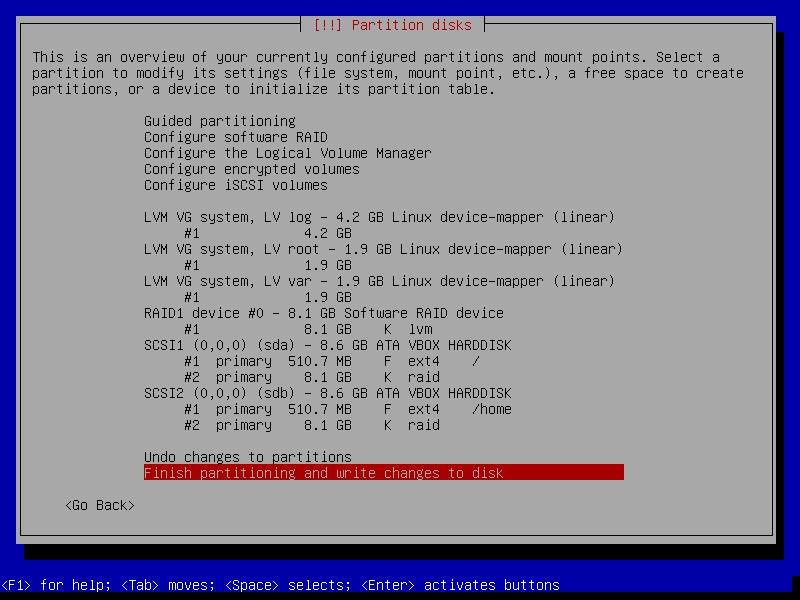 [!!] Partition disks
This is an overview of your currently configured partitions and mount points. Select a
partition to modify its settings (file system, mount point, etc.), a free space to create
partitions, or a device to initialize its partition table.
Guided partitioning
Configure software RAID
Configure the Logical Volume Manager
Configure encrypted volumes
Configure iSCSI volumes
LVM VG system, LV log - 4.2 GB Linux device-mapper (linear)
#1 4.2 GB
LVM VG system, LV root - 1.9 GB Linux device-mapper (linear)
#1 1.9 GB
LVM VG system, LV var - 1.9 GB Linux device-mapper (linear)
#1 1.9 GB
RAID1 device #0 - 8.1 GB Software RAID device
#1 8.1 GB K lvm
SCSI1 (0,0,0) (sda) - 8.6 GB ATA VBOX HARDDISK
#1 primary 510.7 MB F ext4 /
#2 primary 8.1 GB K raid
SCSI2 (0,0,0) (sdb) - 8.6 GB ATA VBOX HARDDISK
#1 primary 510.7 MB F ext4 /home
#2 primary 8.1 GB K raid
Undo changes to partitions
Finish partitioning and write changes to disk
<Go Back>
<F1> for help; <Tab> moves; <Space> selects; <Enter> activates buttons